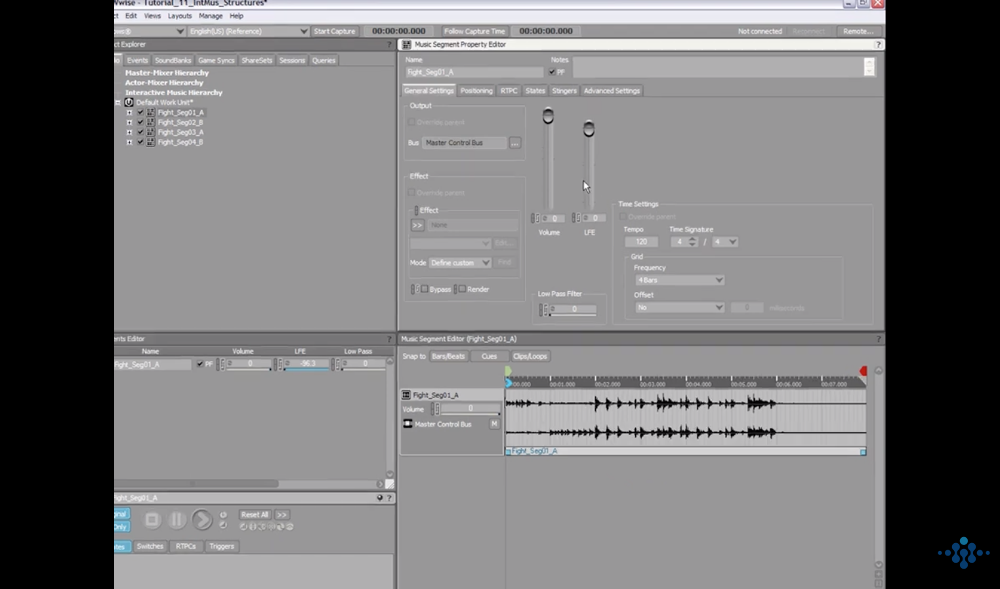 Wwise - Tutorial_11_IntMus_Structures*
ct Edit Views Layouts Manage Help
ows® English(US) (Reference) Start Capture 00:00:00.000 Follow Capture Time 00:00:00.000 Not connected Reconnect Remote...
ct Explorer ?
io Events SoundBanks Game Syncs ShareSets Sessions Queries
Master-Mixer Hierarchy
Actor-Mixer Hierarchy
Interactive Music Hierarchy
Default Work Unit*
Fight_Seg01_A
Fight_Seg02_B
Fight_Seg03_A
Fight_Seg04_B
Music Segment Property Editor ?
Name Notes
Fight_Seg01_A PF
General Settings Positioning RTPC States Stingers Advanced Settings
Output
Override parent
Bus Master Control Bus ...
Effect
Override parent
Effect
>> None
Edit...
Mode Define custom Find
Bypass Render
0 0
Volume LFE
Low Pass Filter
0
Time Settings
Override parent
Tempo Time Signature
120 4 / 4
Grid
Frequency
4 Bars
Offset
No 0 milliseconds
ents Editor ?
Name Volume LFE Low Pass
Fight_Seg01_A PF 0 -96.3 0
Fight_Seg01_A ?
inal Reset All >>
Only
ates Switches RTPCs Triggers
Music Segment Editor (Fight_Seg01_A) ?
Snap to Bars/Beats Cues Clips/Loops
00.000 00:01.000 00:02.000 00:03.000 00:04.000 00:05.000 00:06.000 00:07.000
Fight_Seg01_A
Volume 0
Master Control Bus M
Fight_Seg01_A